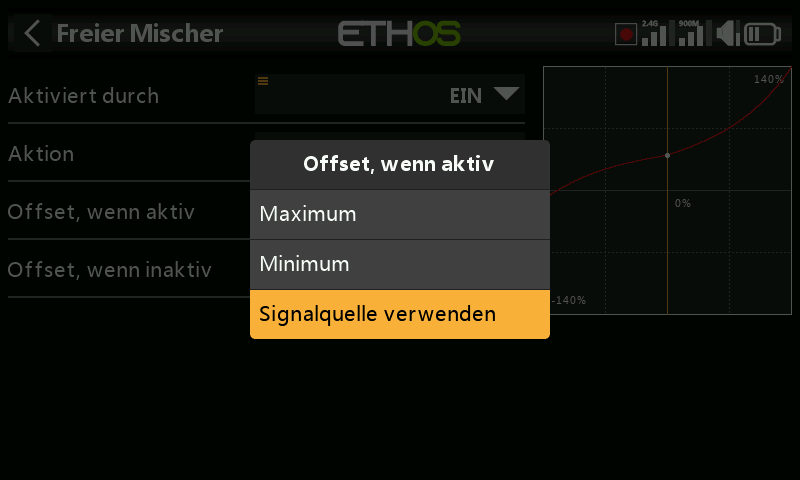 Freier Mischer
ETHOS
2.4G
900M
Aktiviert durch
EIN
140%
Aktion
Offset, wenn aktiv
Maximum
Offset, wenn aktiv
0%
Minimum
Offset, wenn inaktiv
-140%
Signalquelle verwenden